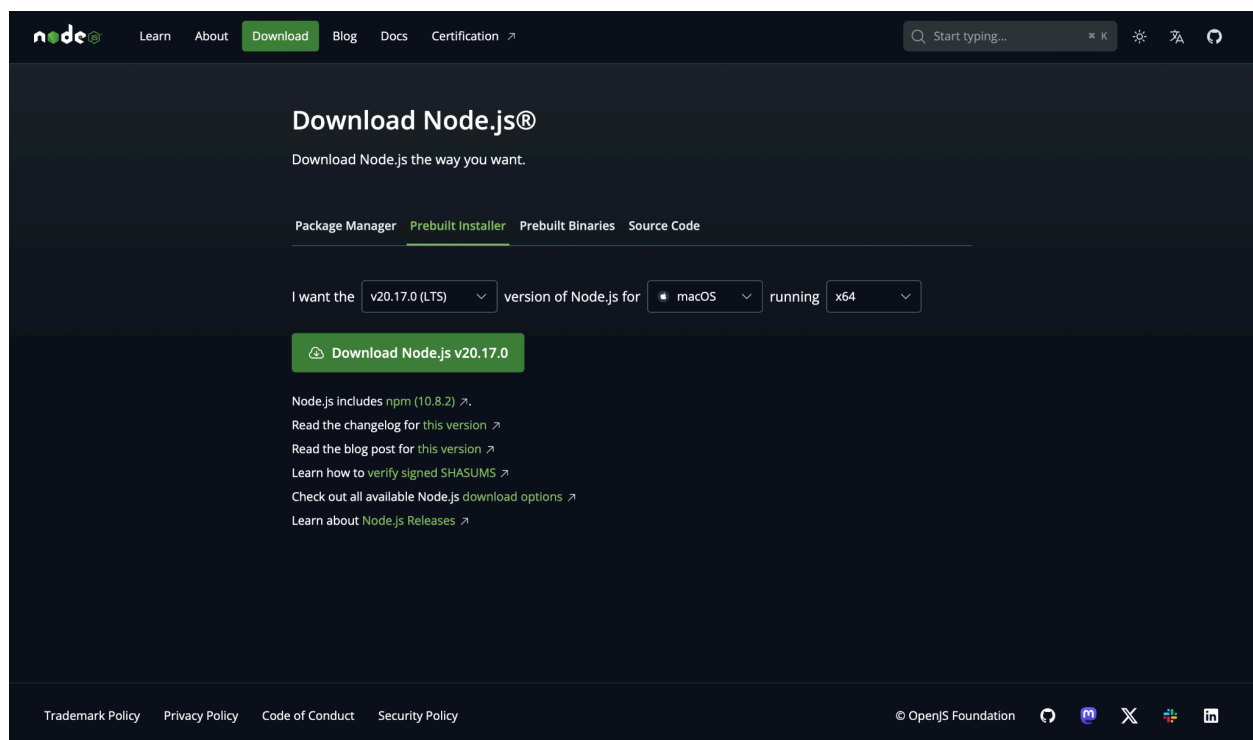 node JS Learn About Download Blog Docs Certification ↗ Start typing... ⌘ K
Download Node.js®
Download Node.js the way you want.
Package Manager Prebuilt Installer Prebuilt Binaries Source Code
I want the v20.17.0 (LTS) version of Node.js for macOS running x64
Download Node.js v20.17.0
Node.js includes npm (10.8.2) ↗.
Read the changelog for this version ↗
Read the blog post for this version ↗
Learn how to verify signed SHASUMS ↗
Check out all available Node.js download options ↗
Learn about Node.js Releases ↗
Trademark Policy Privacy Policy Code of Conduct Security Policy © OpenJS Foundation